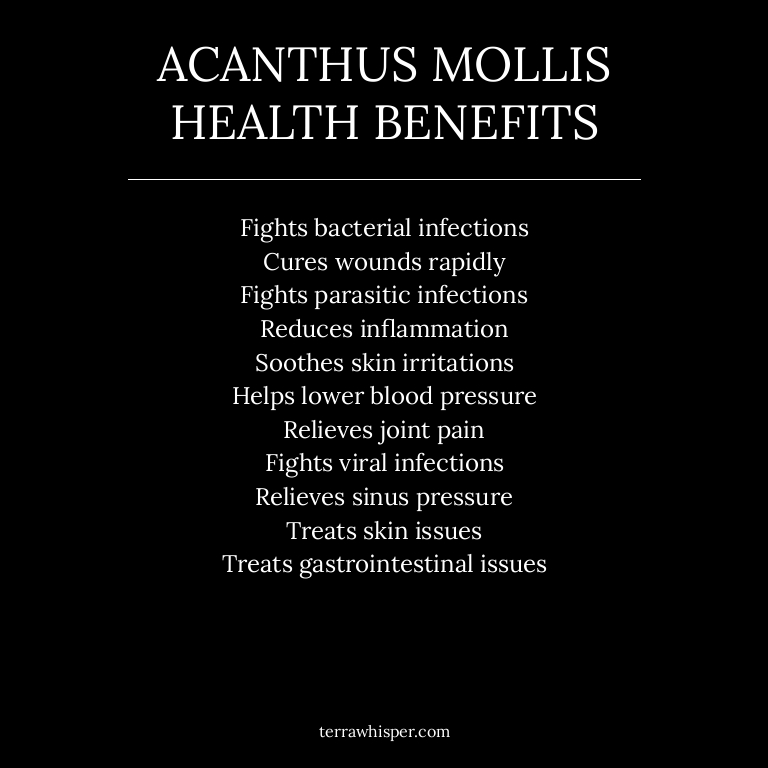 ACANTHUS MOLLIS
HEALTH BENEFITS
Fights bacterial infections
Cures wounds rapidly
Fights parasitic infections
Reduces inflammation
Soothes skin irritations
Helps lower blood pressure
Relieves joint pain
Fights viral infections
Relieves sinus pressure
Treats skin issues
Treats gastrointestinal issues
terrawhisper.com